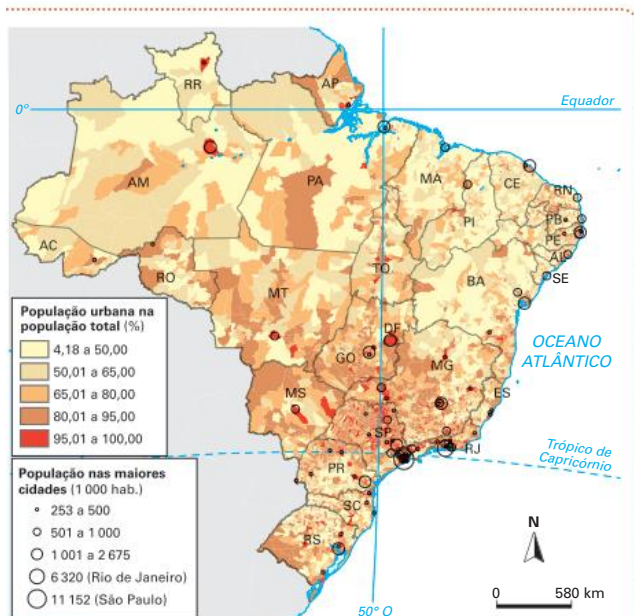 RR
AP
0°
Equador
AM
PA
MA
CE
RN
PB
PE
AL
SE
PI
AC
RO
TO
BA
MT
DF
GO
MG
ES
MS
SP
RJ
PR
SC
RS
OCEANO
ATLÂNTICO
Trópico de
Capricórnio
População urbana na
população total (%)
4,18 a 50,00
50,01 a 65,00
65,01 a 80,00
80,01 a 95,00
95,01 a 100,00
População nas maiores
cidades (1 000 hab.)
253 a 500
501 a 1 000
1 001 a 2 675
6 320 (Rio de Janeiro)
11 152 (São Paulo)
N
0 580 km
50° O